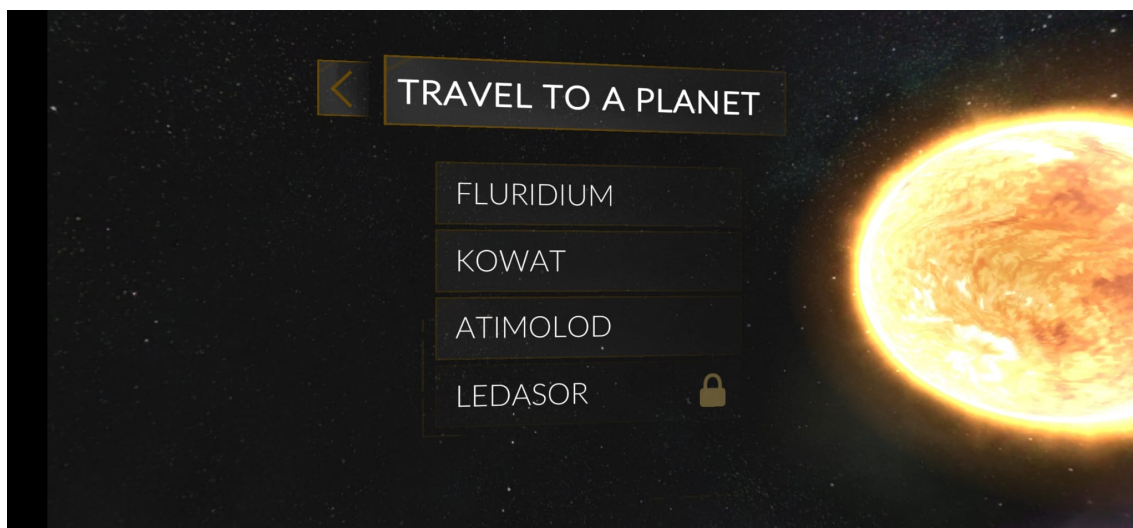 TRAVEL TO A PLANET
FLURIDIUM
KOWAT
ATIMOLOD
LEDASOR